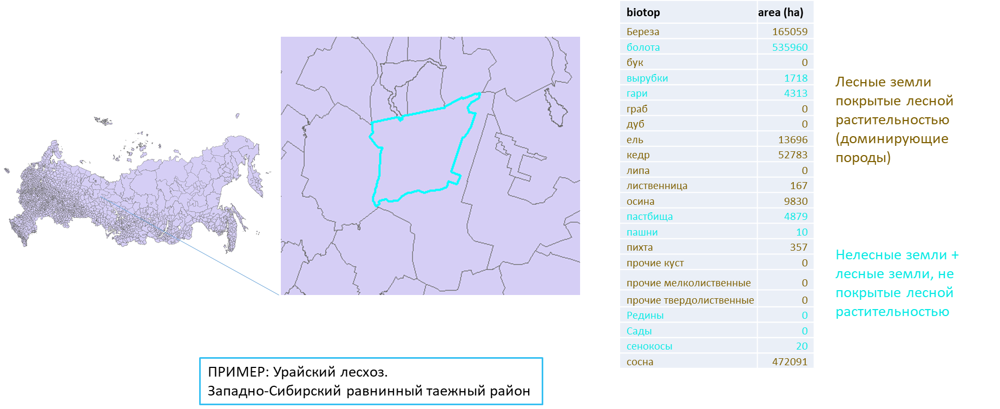 biotop area (ha)
Береза 165059
болота 535960
бук 0
вырубки 1718
гари 4313
граб 0
дуб 0
ель 13696
кедр 52783
липа 0
лиственница 167
осина 9830
пастбища 4879
пашни 10
пихта 357
прочие куст 0
прочие мелколиственные 0
прочие твердолиственные 0
Редины 0
Сады 0
сенокосы 20
сосна 472091
Лесные земли
покрытые лесной
растительностью
(доминирующие
породы)
Нелесные земли +
лесные земли, не
покрытые лесной
растительностью
ПРИМЕР: Урайский лесхоз.
Западно-Сибирский равнинный таежный район